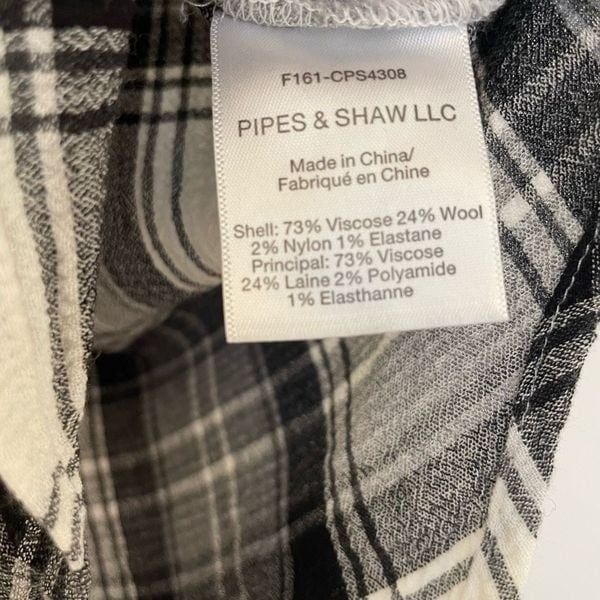 F161-CPS4308
PIPES & SHAW LLC
Made in China/
Fabriqué en Chine
Shell: 73% Viscose 24% Wool
2% Nylon 1% Elastane
Principal: 73% Viscose
24% Laine 2% Polyamide
1% Elasthanne